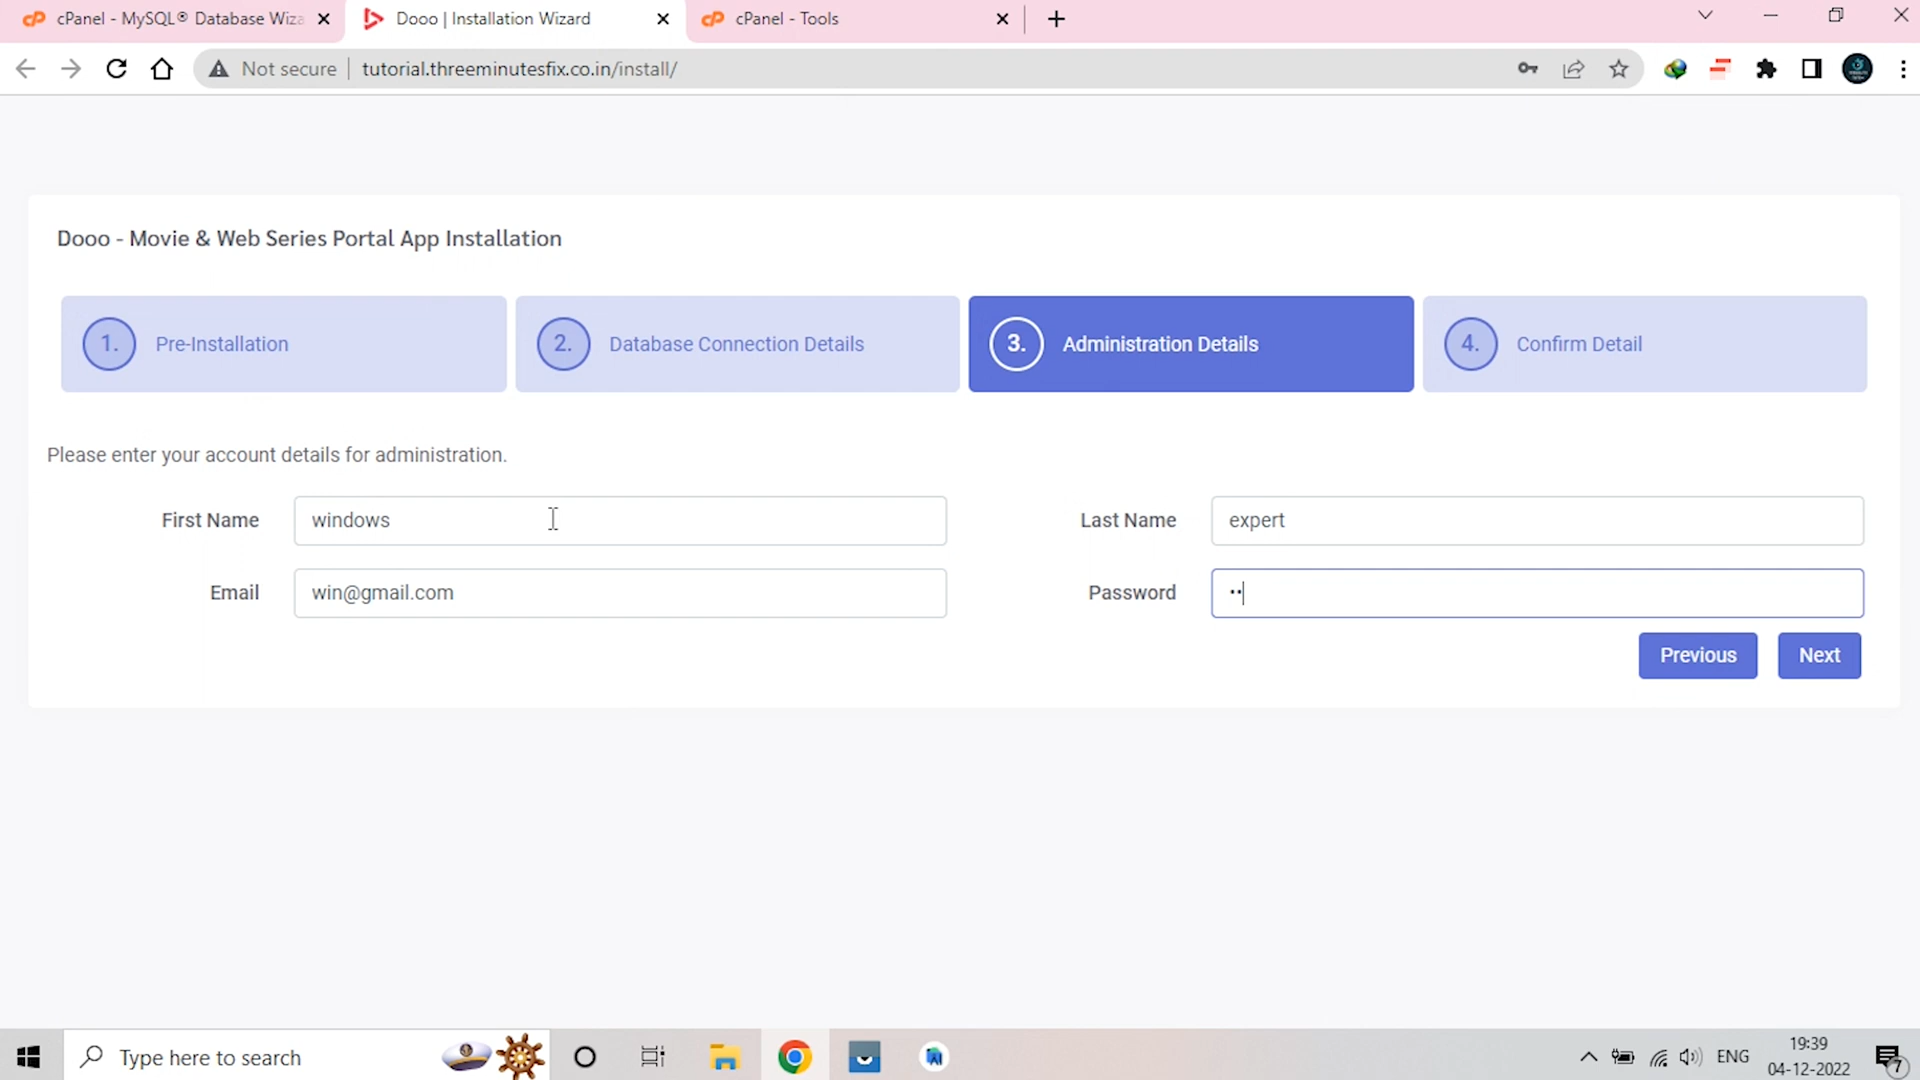 cPanel - MySQL® Database Wiza
Dooo | Installation Wizard
cPanel - Tools
Not secure
tutorial.threeminutesfix.co.in/install/
Dooo - Movie & Web Series Portal App Installation
1. Pre-Installation
2. Database Connection Details
3. Administration Details
4. Confirm Detail
Please enter your account details for administration.
First Name windows
Last Name expert
Email win@gmail.com
Password ••
Previous Next
Type here to search
ENG
19:39
04-12-2022
7